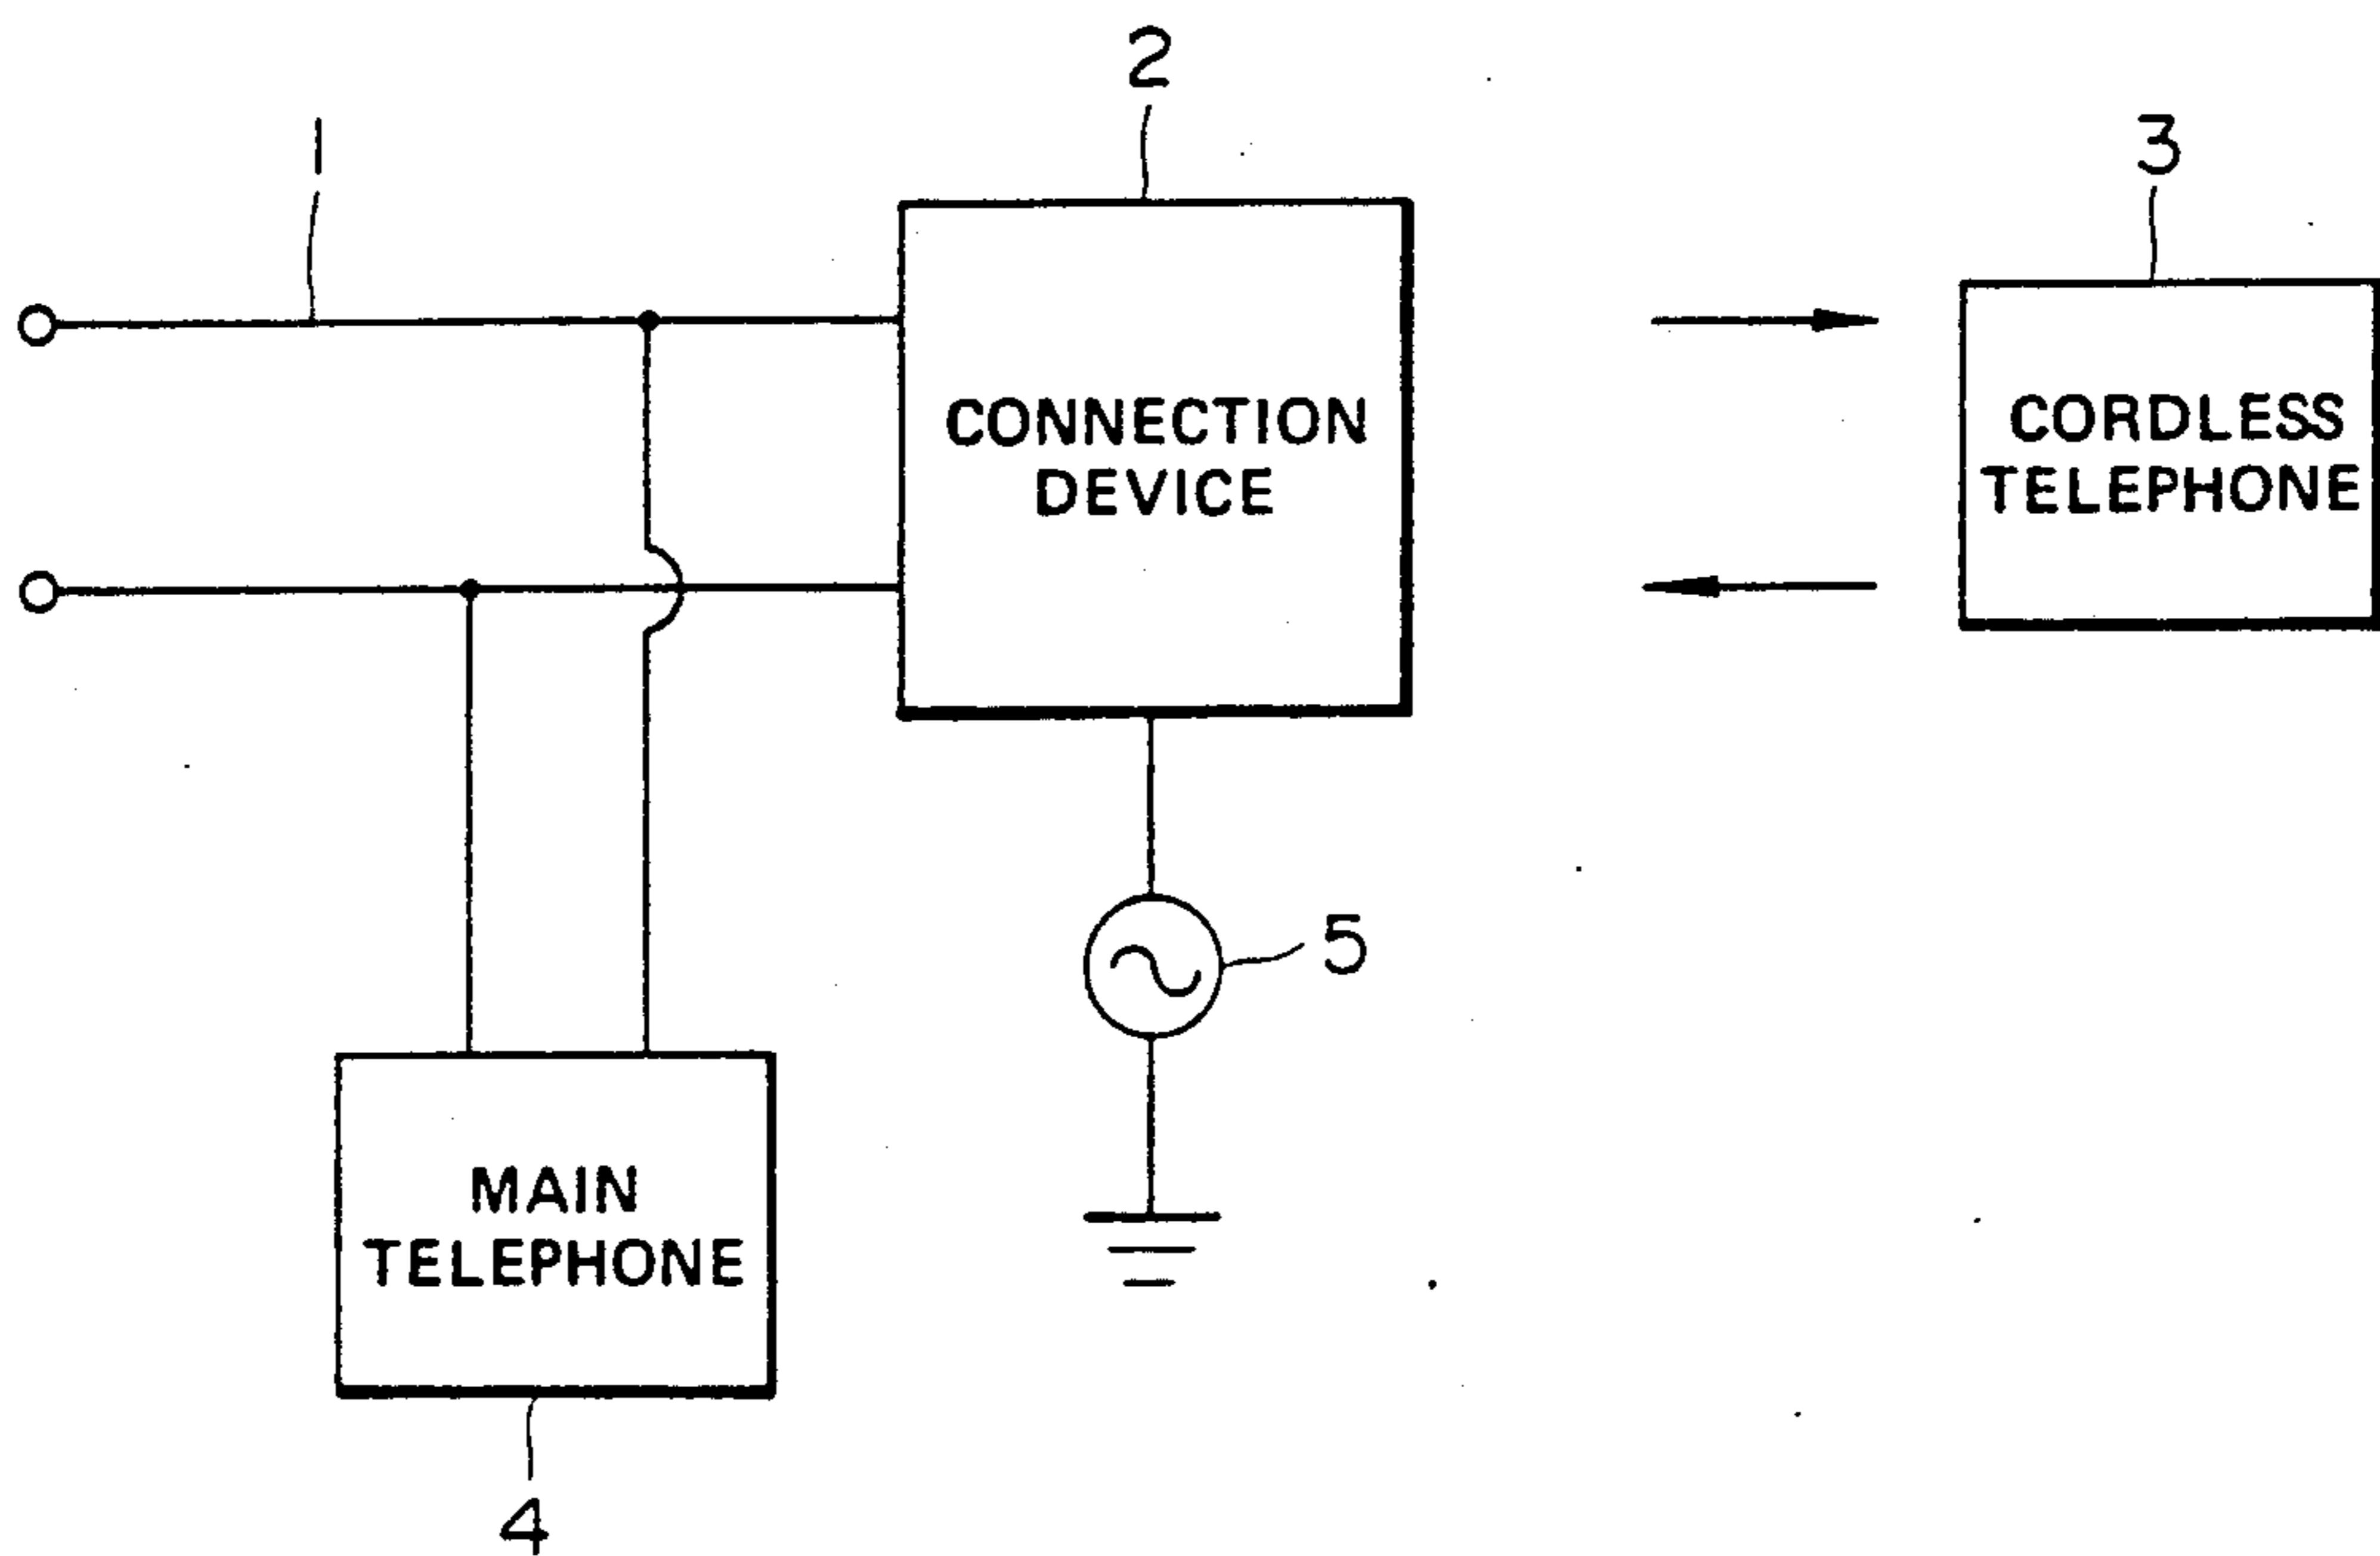 2
1
3
CONNECTION
DEVICE
CORDLESS
TELEPHONE
5
MAIN
TELEPHONE
4